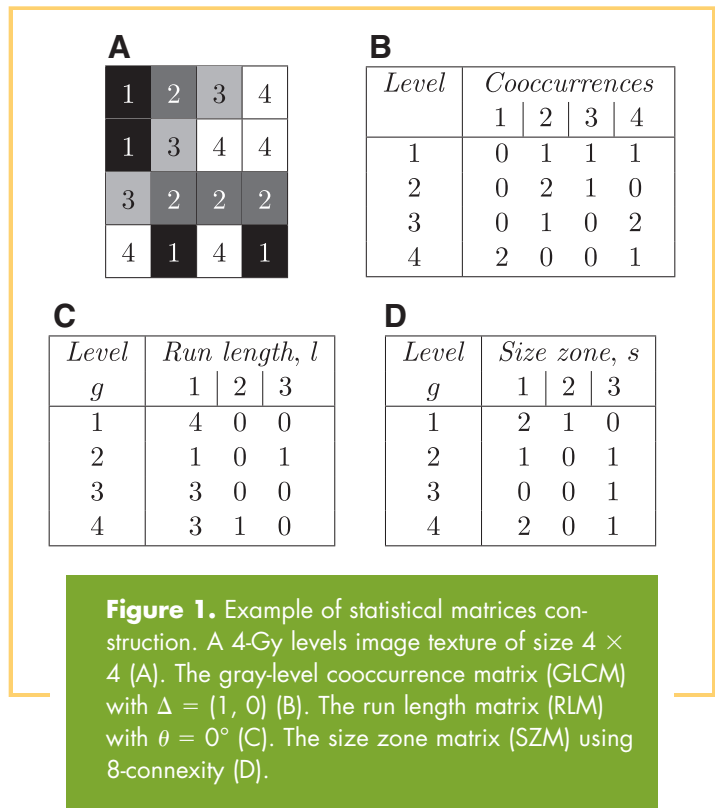 A
1 2 3 4
1 3 4 4
3 2 2 2
4 1 4 1
B
Level Cooccurrences
1 2 3 4
1 0 1 1 1
2 0 2 1 0
3 0 1 0 2
4 2 0 0 1
C
Level Run length, l
g 1 2 3
1 4 0 0
2 1 0 1
3 3 0 0
4 3 1 0
D
Level Size zone, s
g 1 2 3
1 2 1 0
2 1 0 1
3 0 0 1
4 2 0 1
Figure 1. Example of statistical matrices con-
struction. A 4-Gy levels image texture of size 4 ×
4 (A). The gray-level cooccurrence matrix (GLCM)
with Δ = (1, 0) (B). The run length matrix (RLM)
with θ = 0° (C). The size zone matrix (SZM) using
8-connexity (D).